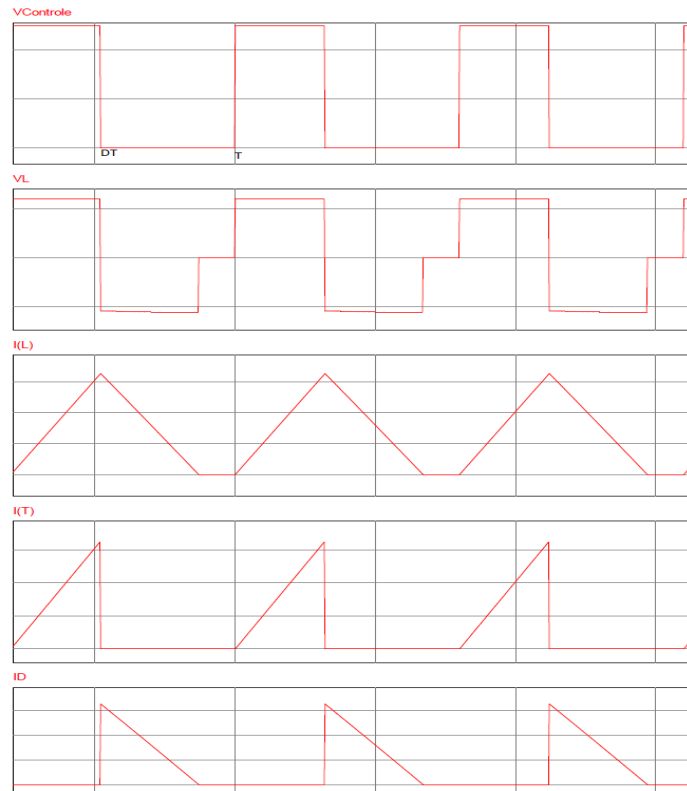 VControle
DT
T
VL
I(L)
I(T)
ID